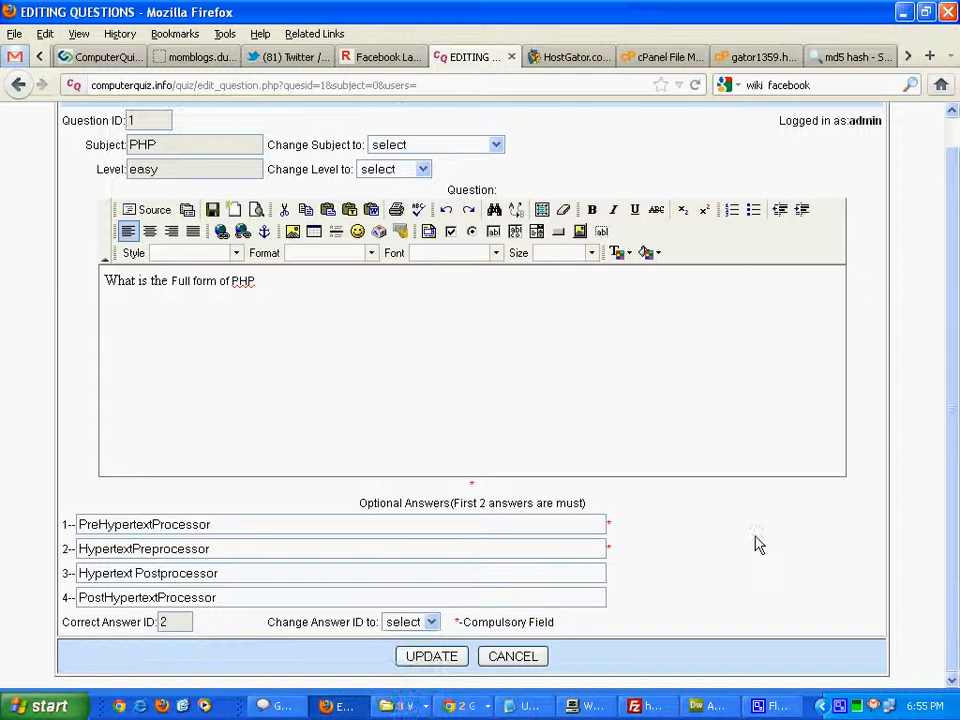 EDITING QUESTIONS - Mozilla Firefox
File Edit View History Bookmarks Tools Help Related Links
ComputerQui... momblogs.du... (81) Twitter / ... Facebook La... EDITING ... HostGator.co... cPanel File M... gator1359.ho... md5 hash - S...
computerquiz.info/quiz/edit_question.php?quesid=1&subject=0&users= wiki facebook
Question ID: 1 Logged in as:admin
Subject: PHP Change Subject to: select
Level: easy Change Level to: select
Question:
Source B I U ABC
Style Format Font Size
What is the Full form of PHP
*
Optional Answers(First 2 answers are must)
1-- PreHypertextProcessor *
2-- HypertextPreprocessor *
3-- Hypertext Postprocessor
4-- PostHypertextProcessor
Correct Answer ID: 2 Change Answer ID to: select *-Compulsory Field
UPDATE CANCEL
start G... E... 2 C U... W... h... A... Fl... 6:55 PM